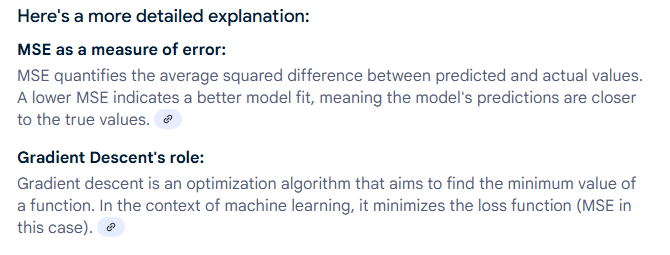 Here's a more detailed explanation:
MSE as a measure of error:
MSE quantifies the average squared difference between predicted and actual values.
A lower MSE indicates a better model fit, meaning the model's predictions are closer
to the true values.
Gradient Descent's role:
Gradient descent is an optimization algorithm that aims to find the minimum value of
a function. In the context of machine learning, it minimizes the loss function (MSE in
this case).